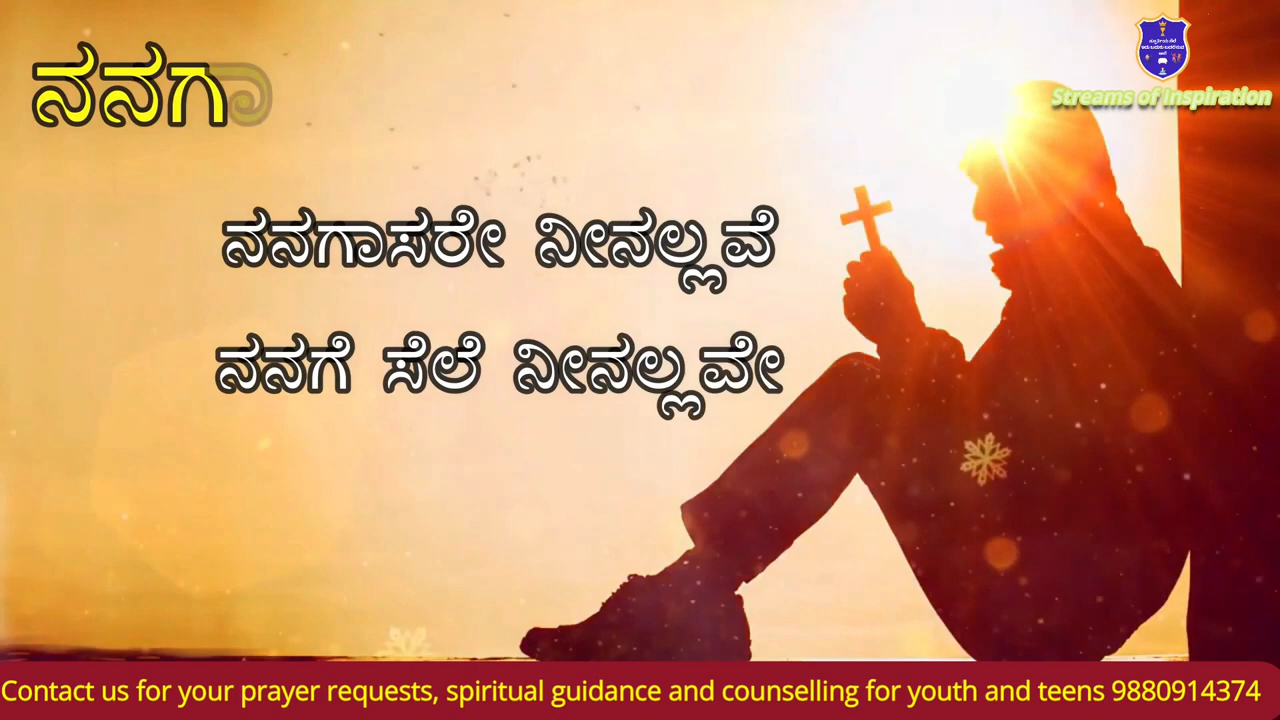 ನನಗಾ
Streams of Inspiration
ನನಗಾಸರೇ ನೀನಲ್ಲವೆ
ನನಗೆ ಸೆಲೆ ನೀನಲ್ಲವೇ
Contact us for your prayer requests, spiritual guidance and counselling for youth and teens 9880914374